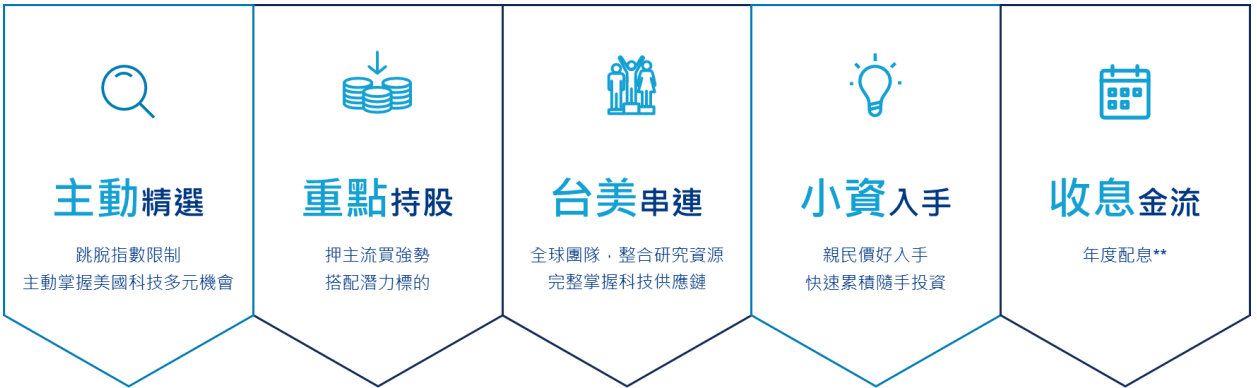 主動精選
跳脫指數限制
主動掌握美國科技多元機會
重點持股
押主流買強勢
搭配潛力標的
台美串連
全球團隊，整合研究資源
完整掌握科技供應鏈
小資入手
親民價好入手
快速累積隨手投資
收息金流
年度配息**